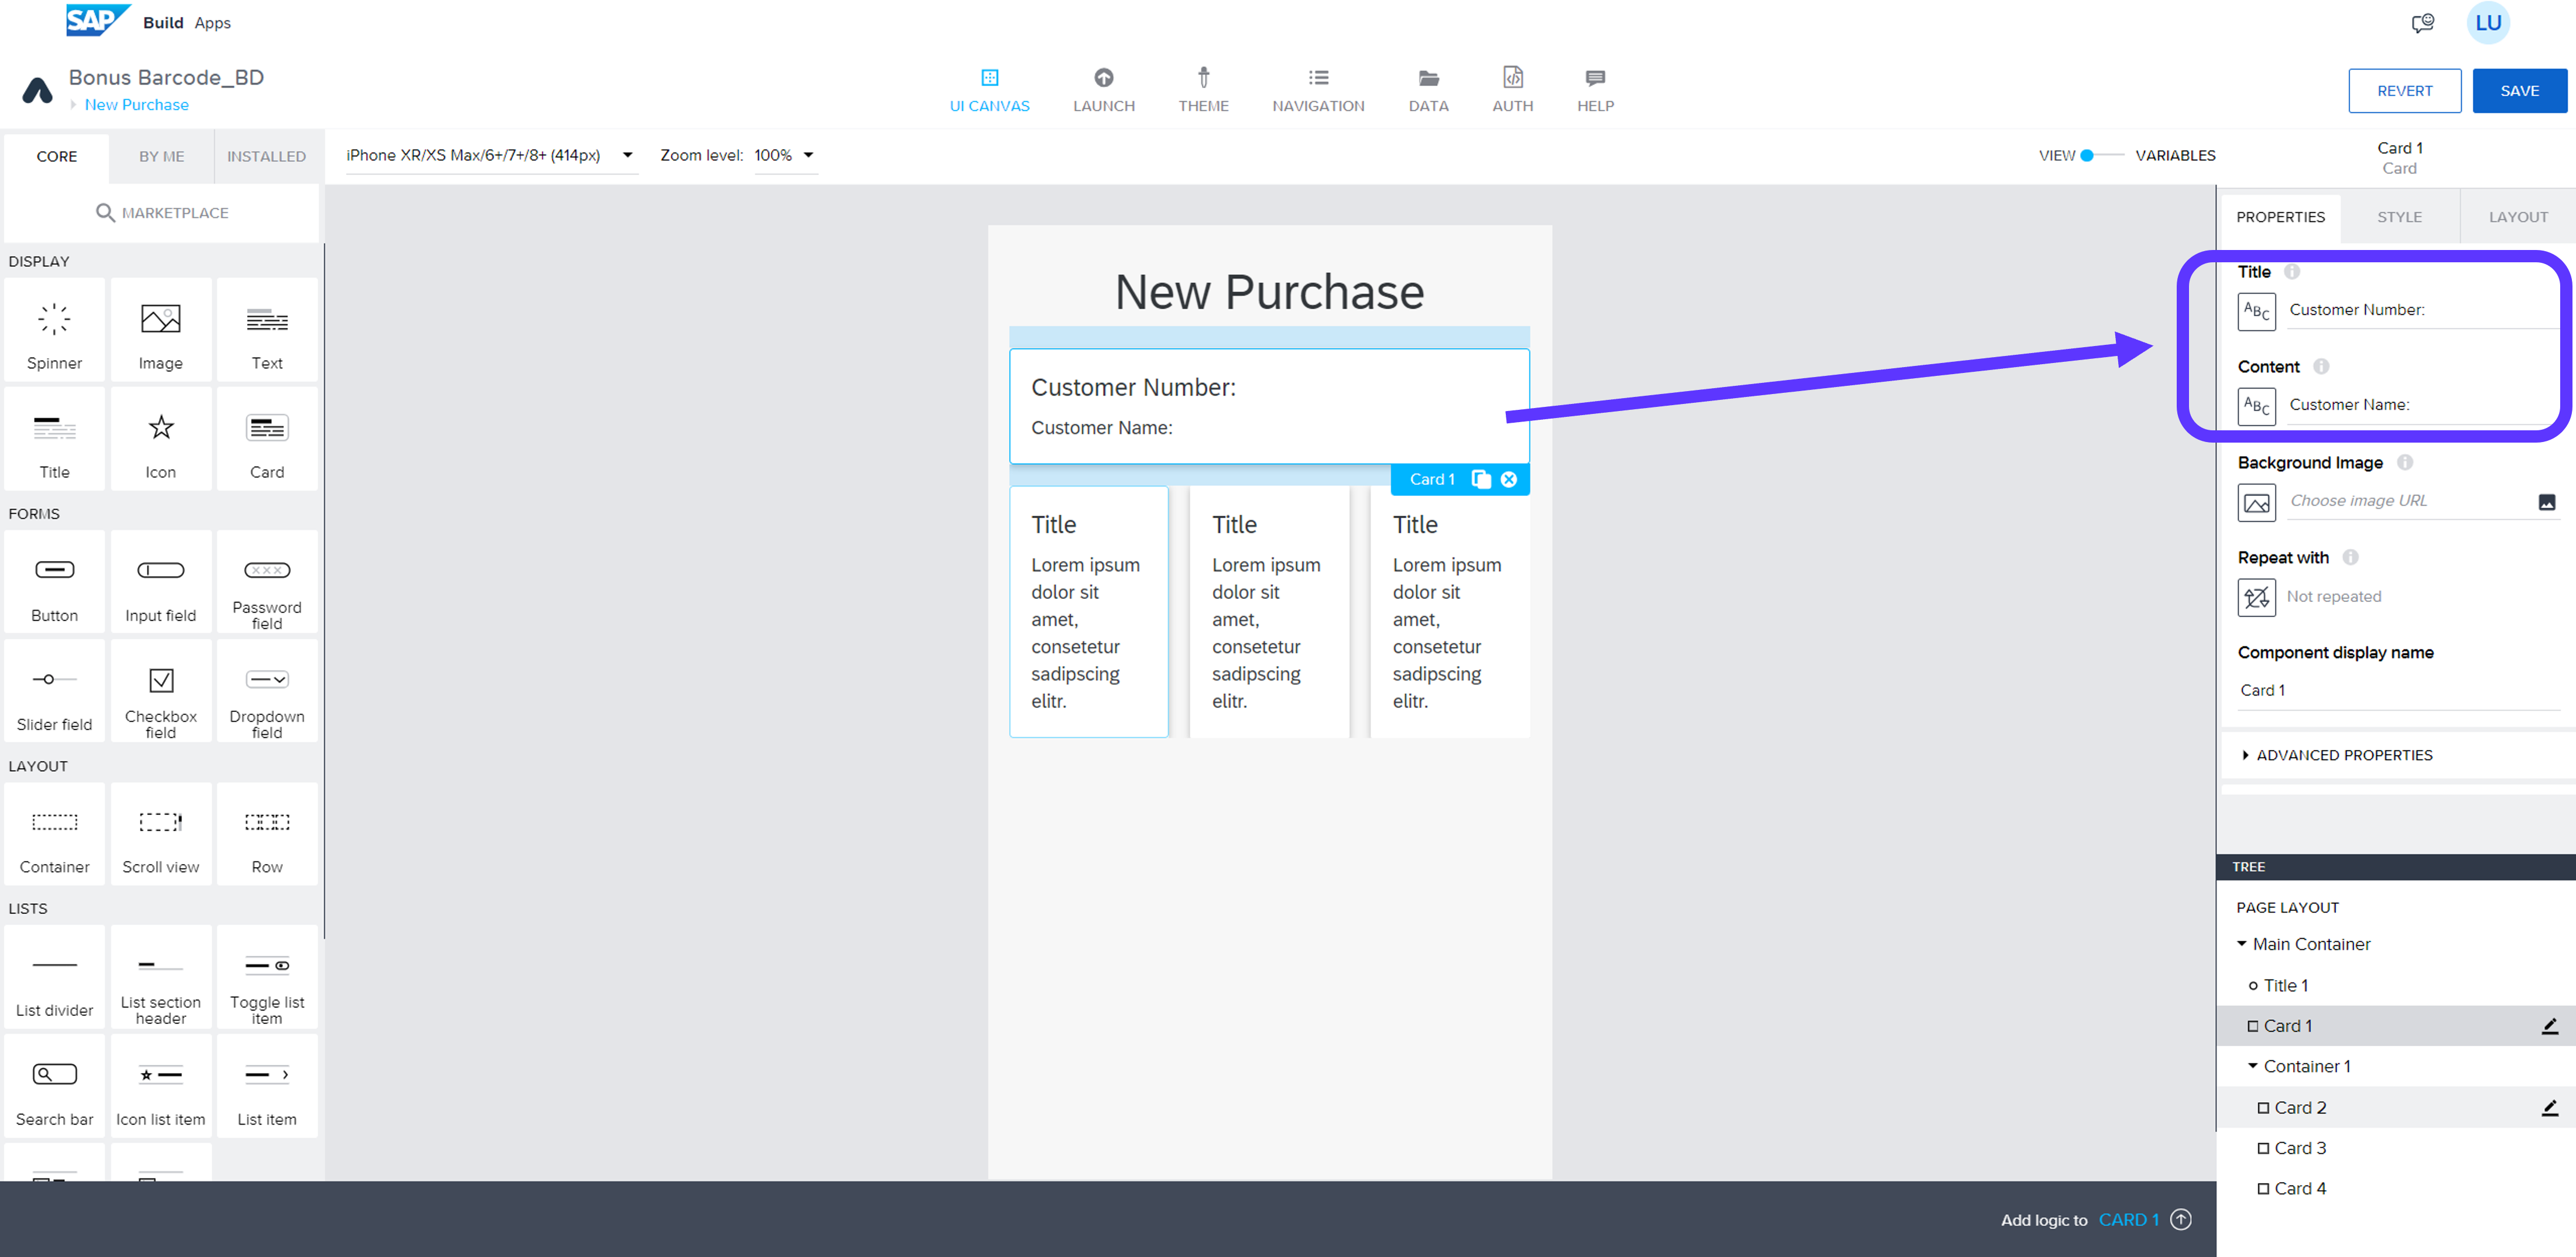 SAP Build Apps
LU
Bonus Barcode_BD
New Purchase
UI CANVAS
LAUNCH
THEME
NAVIGATION
DATA
AUTH
HELP
REVERT
SAVE
CORE
BY ME
INSTALLED
iPhone XR/XS Max/6+/7+/8+ (414px)
Zoom level: 100%
VIEW
VARIABLES
Card 1
Card
MARKETPLACE
PROPERTIES
STYLE
LAYOUT
DISPLAY
Spinner
Image
Text
Title
Icon
Card
FORMS
Button
Input field
Password
field
Slider field
Checkbox
field
Dropdown
field
LAYOUT
Container
Scroll view
Row
LISTS
List divider
List section
header
Toggle list
item
Search bar
Icon list item
List item
New Purchase
Customer Number:
Customer Name:
Card 1
Title
Lorem ipsum
dolor sit
amet,
consetetur
sadipscing
elitr.
Title
Lorem ipsum
dolor sit
amet,
consetetur
sadipscing
elitr.
Title
Lorem ipsum
dolor sit
amet,
consetetur
sadipscing
elitr.
Title
ABC
Customer Number:
Content
ABC
Customer Name:
Background Image
Choose image URL
Repeat with
Not repeated
Component display name
Card 1
ADVANCED PROPERTIES
TREE
PAGE LAYOUT
Main Container
Title 1
Card 1
Container 1
Card 2
Card 3
Card 4
Add logic to CARD 1